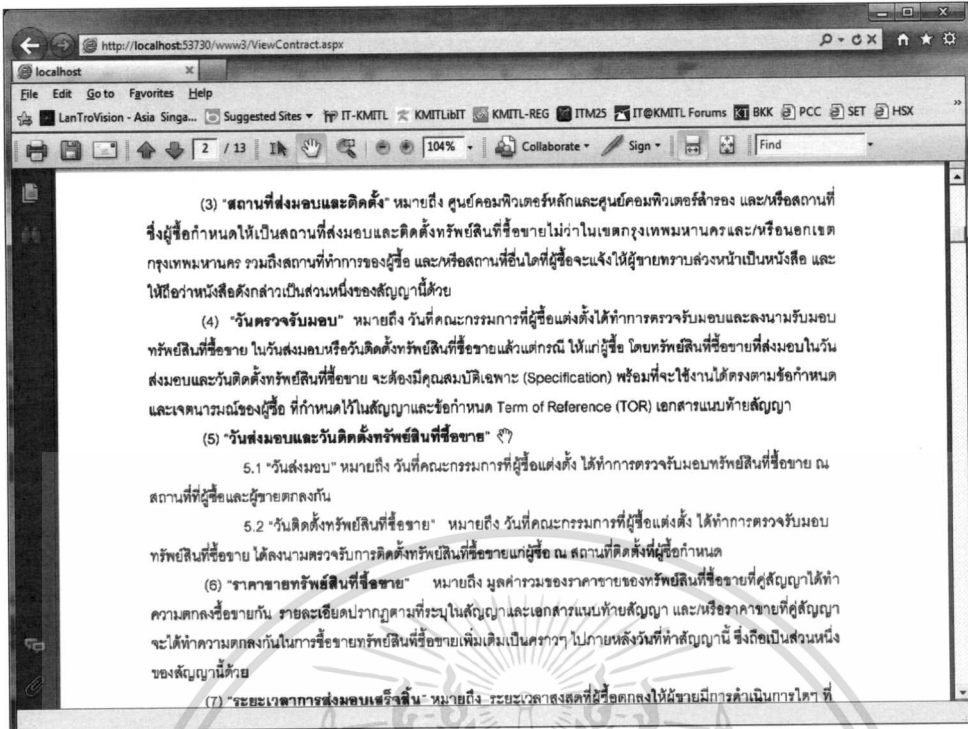 http://localhost:53730/www3/ViewContract.aspx
localhost
File Edit Go to Favorites Help
LanTroVision - Asia Singa... Suggested Sites IT-KMITL KMITLibIT KMITL-REG ITM25 IT@KMITL Forums BKK PCC SET HSX
2 / 13 104% Collaborate Sign Find
(3) "สถานที่ส่งมอบและติดตั้ง" หมายถึง ศูนย์คอมพิวเตอร์หลักและศูนย์คอมพิวเตอร์สำรอง และ/หรือสถานที่
ซึ่งผู้ซื้อกำหนดให้เป็นสถานที่ส่งมอบและติดตั้งทรัพย์สินที่ซื้อขายไม่ว่าในเขตกรุงเทพมหานครและ/หรือนอกเขต
กรุงเทพมหานคร รวมถึงสถานที่ทำการของผู้ซื้อ และ/หรือสถานที่อื่นใดที่ผู้ซื้อจะแจ้งให้ผู้ขายทราบล่วงหน้าเป็นหนังสือ และ
ให้ถือว่าหนังสือดังกล่าวเป็นส่วนหนึ่งของสัญญานี้ด้วย
(4) "วันตรวจรับมอบ" หมายถึง วันที่คณะกรรมการที่ผู้ซื้อแต่งตั้งได้ทำการตรวจรับมอบและลงนามรับมอบ
ทรัพย์สินที่ซื้อขาย ในวันส่งมอบหรือวันติดตั้งทรัพย์สินที่ซื้อขายแล้วแต่กรณี ให้แก่ผู้ซื้อ โดยทรัพย์สินที่ซื้อขายที่ส่งมอบในวัน
ส่งมอบและวันติดตั้งทรัพย์สินที่ซื้อขาย จะต้องมีคุณสมบัติเฉพาะ (Specification) พร้อมที่จะใช้งานได้ตรงตามข้อกำหนด
และเจตนารมณ์ของผู้ซื้อ ที่กำหนดไว้ในสัญญาและข้อกำหนด Term of Reference (TOR) เอกสารแนบท้ายสัญญา
(5) "วันส่งมอบและวันติดตั้งทรัพย์สินที่ซื้อขาย"
5.1 "วันส่งมอบ" หมายถึง วันที่คณะกรรมการที่ผู้ซื้อแต่งตั้ง ได้ทำการตรวจรับมอบทรัพย์สินที่ซื้อขาย ณ
สถานที่ที่ผู้ซื้อและผู้ขายตกลงกัน
5.2 "วันติดตั้งทรัพย์สินที่ซื้อขาย" หมายถึง วันที่คณะกรรมการที่ผู้ซื้อแต่งตั้ง ได้ทำการตรวจรับมอบ
ทรัพย์สินที่ซื้อขาย ได้ลงนามตรวจรับการติดตั้งทรัพย์สินที่ซื้อขายแก่ผู้ซื้อ ณ สถานที่ติดตั้งที่ผู้ซื้อกำหนด
(6) "ราคาขายทรัพย์สินที่ซื้อขาย" หมายถึง มูลค่ารวมของราคาขายของทรัพย์สินที่ซื้อขายที่คู่สัญญาได้ทำ
ความตกลงซื้อขายกัน รายละเอียดปรากฏตามที่ระบุในสัญญาและเอกสารแนบท้ายสัญญา และ/หรือราคาขายที่คู่สัญญา
จะได้ทำความตกลงกันในการซื้อขายทรัพย์สินที่ซื้อขายเพิ่มเติมเป็นคราวๆ ไปภายหลังวันที่ทำสัญญานี้ ซึ่งถือเป็นส่วนหนึ่ง
ของสัญญานี้ด้วย
(7) "ระยะเวลาการส่งมอบเสร็จสิ้น" หมายถึง ระยะเวลาสูงสุดที่ผู้ซื้อตกลงให้ผู้ขายมีการดำเนินการใดๆ ที่